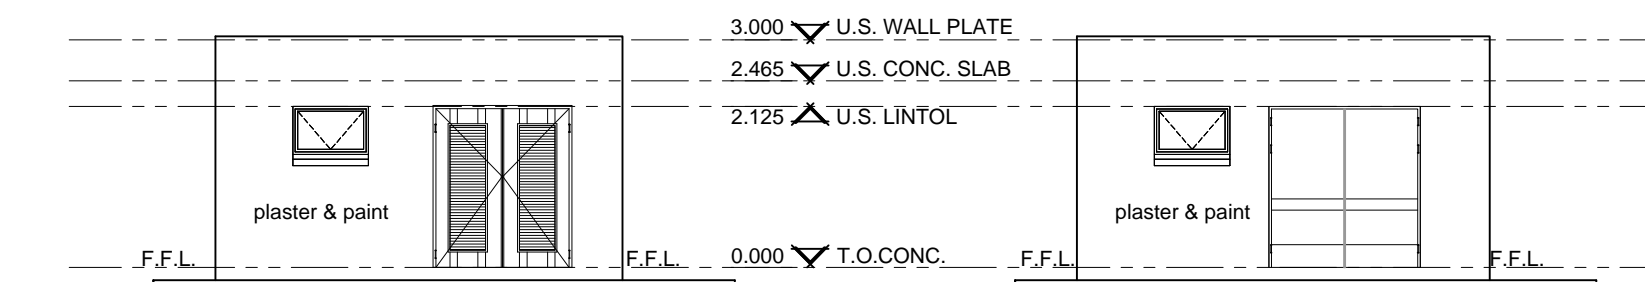 3.000 U.S. WALL PLATE
2.465 U.S. CONC. SLAB
2.125 U.S. LINTOL
plaster & paint
plaster & paint
F.F.L.
F.F.L.
0.000 T.O.CONC.
F.F.L.
F.F.L.